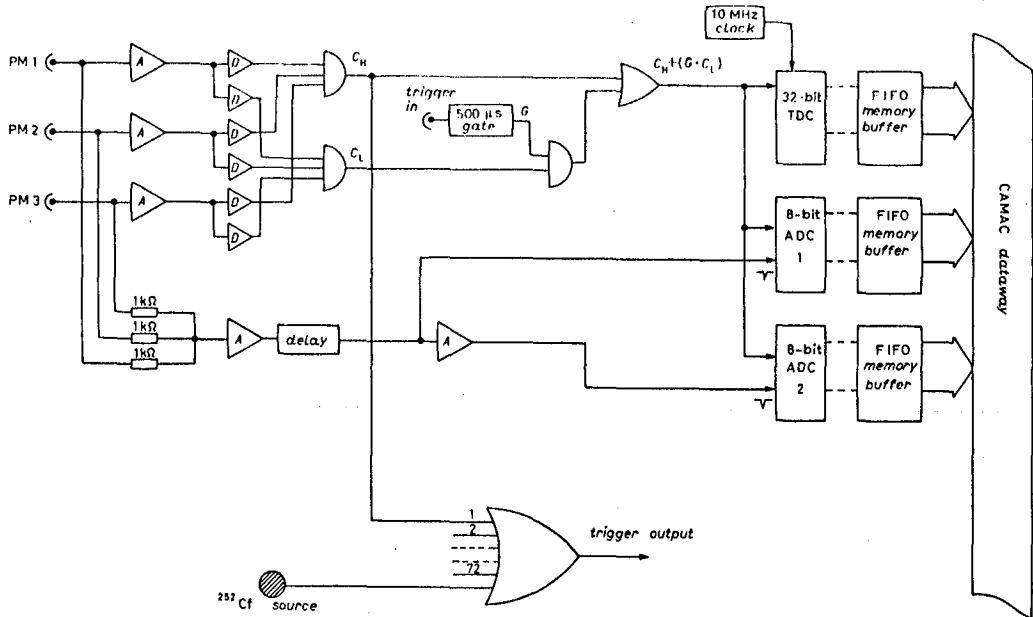 PM 1
PM 2
PM 3
A
A
A
D
D
D
D
D
D
C_H
C_L
trigger in
500 μs gate
G
C_H+(G·C_L)
10 MHz clock
32-bit TDC
FIFO memory buffer
8-bit ADC 1
FIFO memory buffer
8-bit ADC 2
FIFO memory buffer
CAMAC dataway
1kΩ
1kΩ
1kΩ
A
delay
A
1
2
72
trigger output
²⁵²Cf source